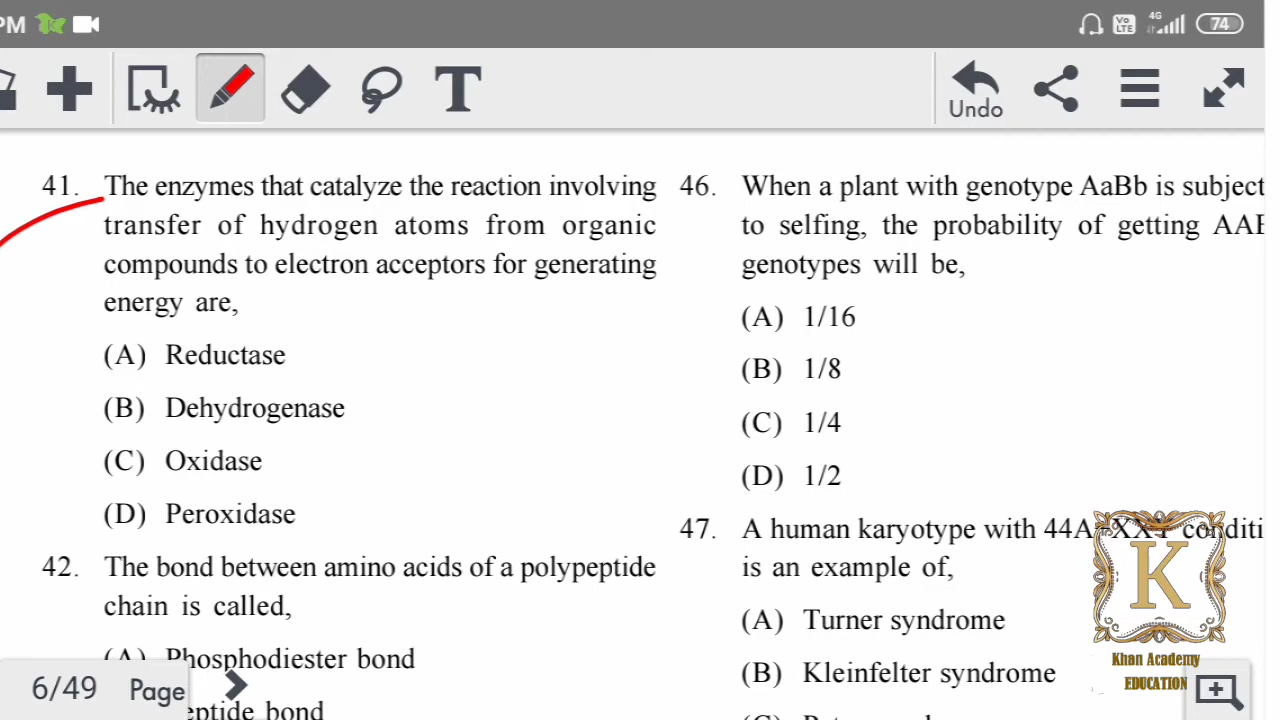 PM
Vo LTE 4G 74
T
Undo
41. The enzymes that catalyze the reaction involving
transfer of hydrogen atoms from organic
compounds to electron acceptors for generating
energy are,
(A) Reductase
(B) Dehydrogenase
(C) Oxidase
(D) Peroxidase
42. The bond between amino acids of a polypeptide
chain is called,
(A) Phosphodiester bond
eptide bond
6/49 Page
46. When a plant with genotype AaBb is subject
to selfing, the probability of getting
genotypes will be,
(A) 1/16
(B) 1/8
(C) 1/4
(D) 1/2
47. A human karyotype with 44A+XXY conditi
is an example of,
(A) Turner syndrome
(B) Kleinfelter syndrome
K
Khan Academy
EDUCATION